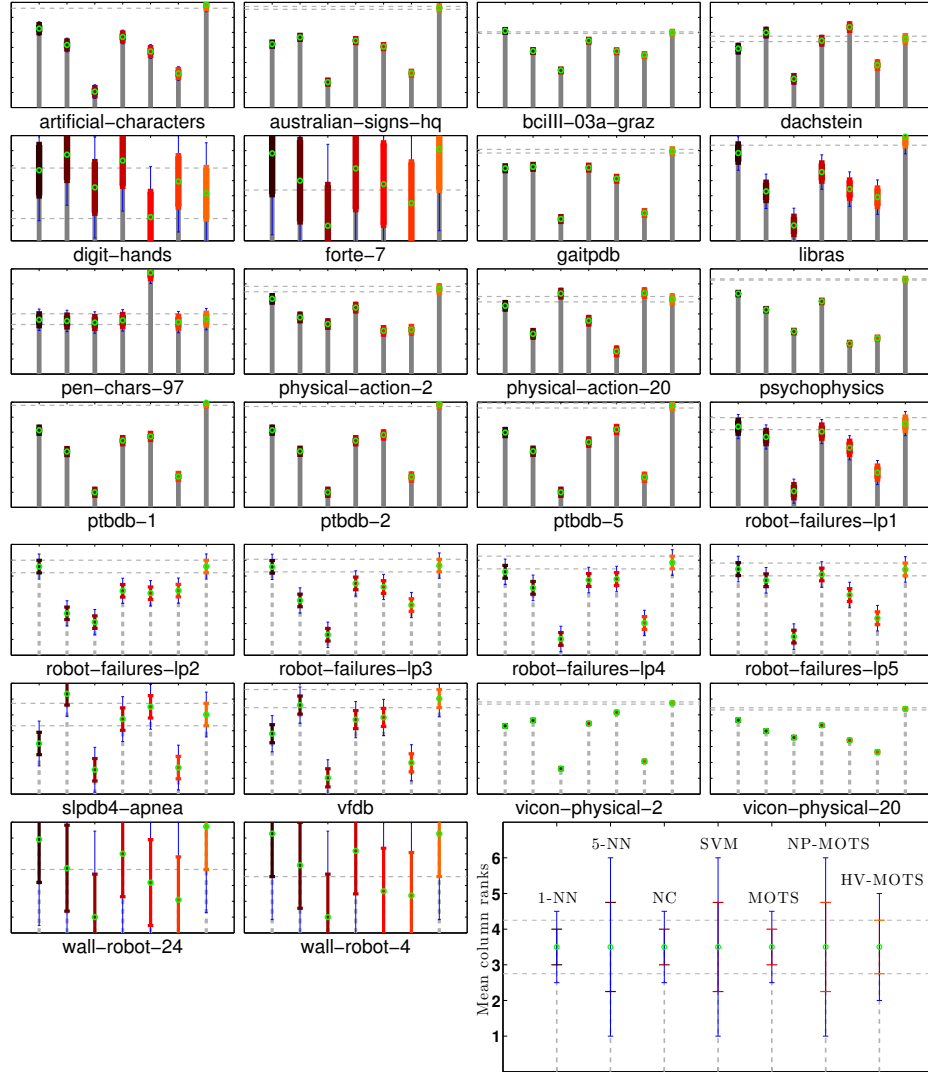 artificial−characters
australian−signs−hq
bciIII−03a−graz
dachstein
digit−hands
forte−7
gaitpdb
libras
pen−chars−97
physical−action−2
physical−action−20
psychophysics
ptbdb−1
ptbdb−2
ptbdb−5
robot−failures−lp1
robot−failures−lp2
robot−failures−lp3
robot−failures−lp4
robot−failures−lp5
slpdb4−apnea
vfdb
vicon−physical−2
vicon−physical−20
wall−robot−24
wall−robot−4
Mean column ranks
6
5
4
3
2
1
1-NN
5-NN
NC
SVM
MOTS
NP-MOTS
HV-MOTS